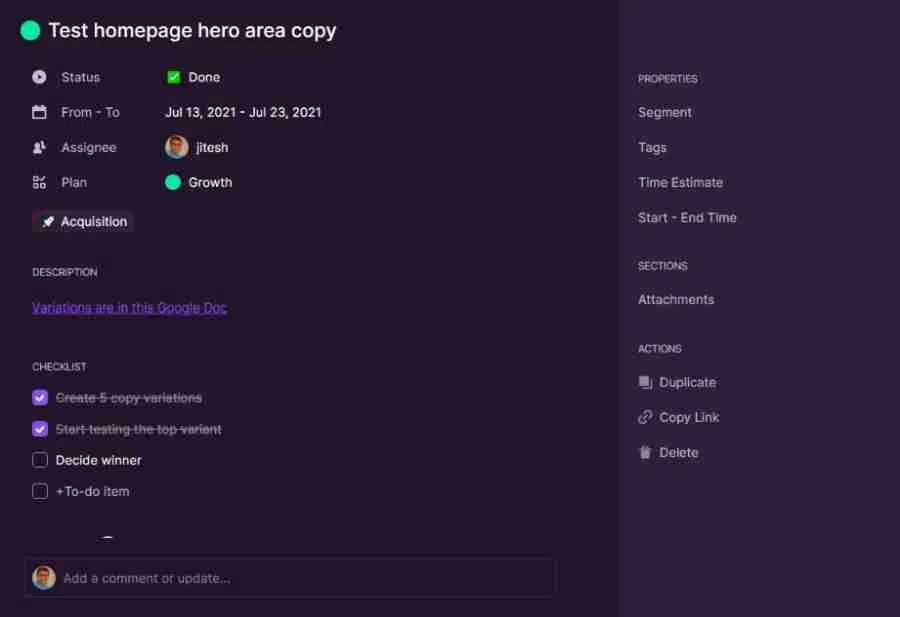 Test homepage hero area copy
Status Done
From - To Jul 13, 2021 - Jul 23, 2021
Assignee jitesh
Plan Growth
Acquisition
DESCRIPTION
Variations are in this Google Doc
CHECKLIST
Create 5 copy variations
Start testing the top variant
Decide winner
+To-do item
Add a comment or update...
PROPERTIES
Segment
Tags
Time Estimate
Start - End Time
SECTIONS
Attachments
ACTIONS
Duplicate
Copy Link
Delete